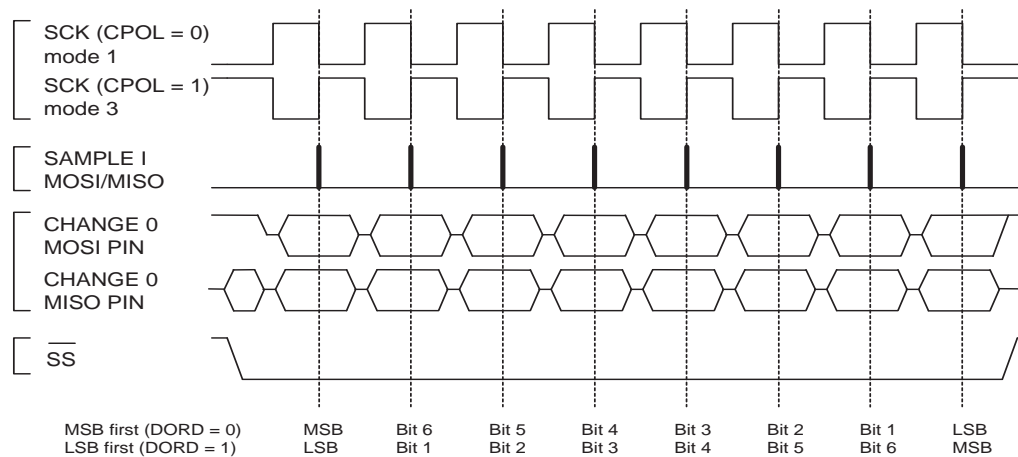 SCK (CPOL = 0)
mode 1
SCK (CPOL = 1)
mode 3
SAMPLE I
MOSI/MISO
CHANGE 0
MOSI PIN
CHANGE 0
MISO PIN
SS
MSB first (DORD = 0) MSB Bit 6 Bit 5 Bit 4 Bit 3 Bit 2 Bit 1 LSB
LSB first (DORD = 1) LSB Bit 1 Bit 2 Bit 3 Bit 4 Bit 5 Bit 6 MSB